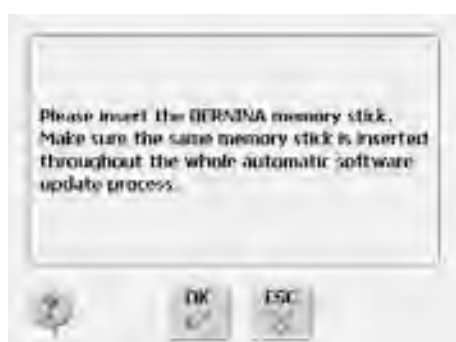 Please insert the BERNINA memory stick.
Make sure the same memory stick is inserted
throughout the whole automatic software
update process.
OK
ESC